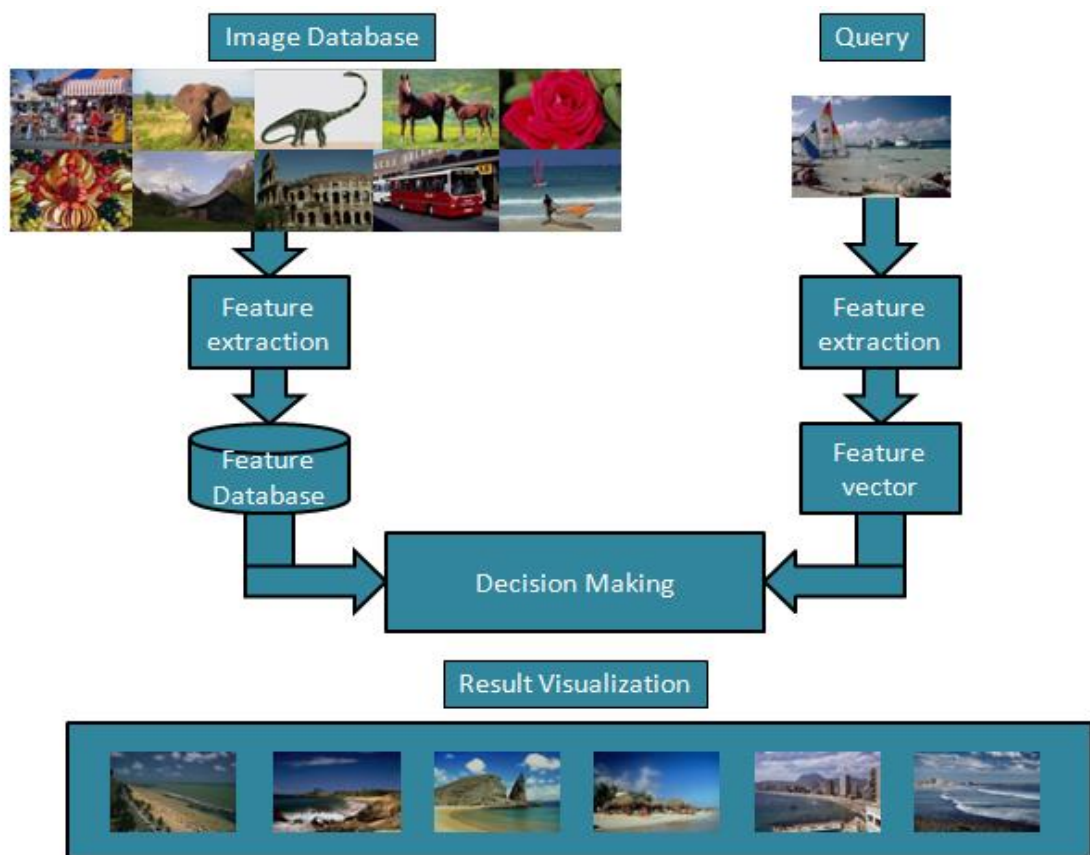 Image Database
Query
Feature
extraction
Feature
extraction
Feature
Database
Feature
vector
Decision Making
Result Visualization